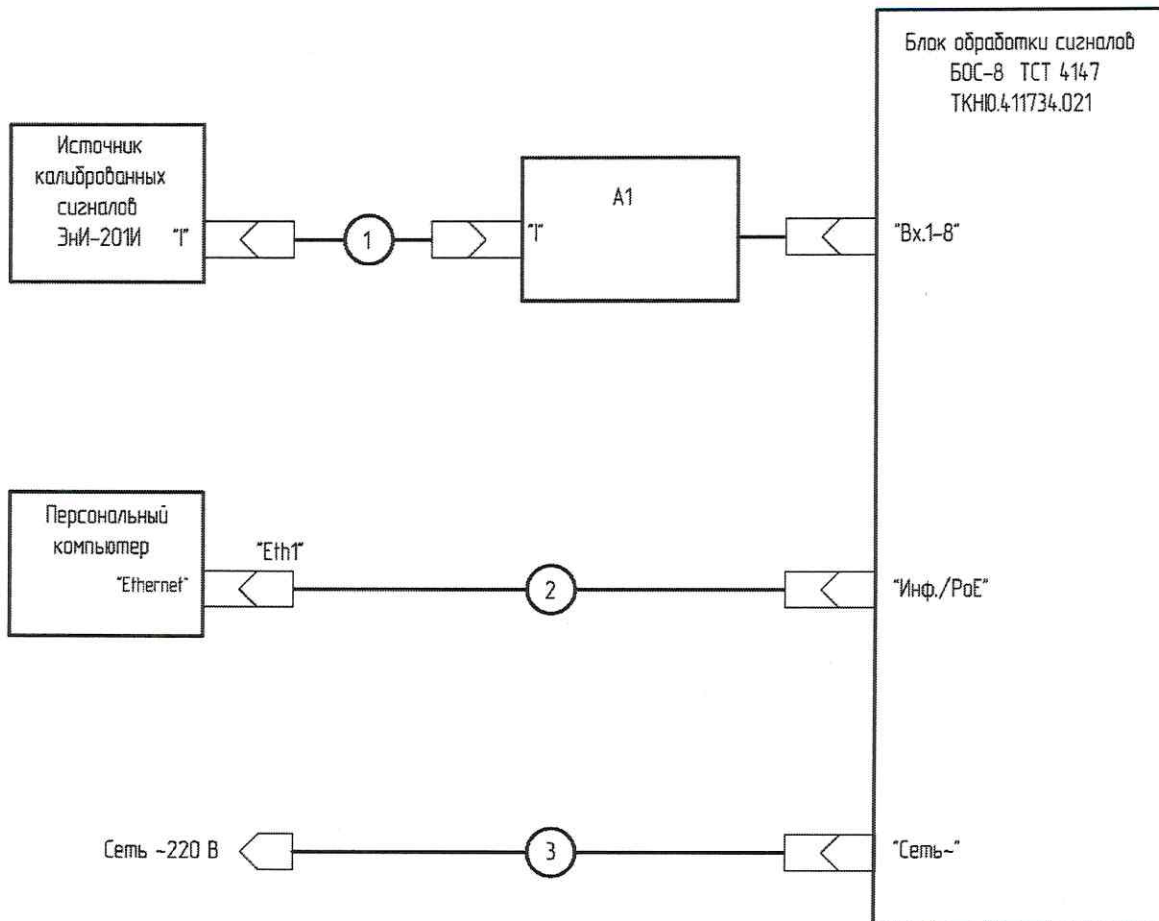 Блок обработки сигналов
БОС-8 ТСТ 4147
ТКНЮ.411734.021
Источник
калиброванных
сигналов
ЭнИ-201И "I"
1
"I"
А1
"Вх.1-8"
Персональный
компьютер
"Ethernet"
"Eth1"
2
"Инф./PoE"
Сеть ~220 В
3
"Сеть~"